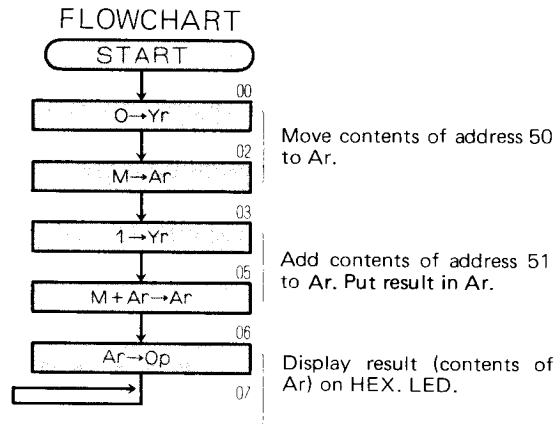 FLOWCHART
START
00
0→Yr
02
M→Ar
Move contents of address 50
to Ar.
03
1→Yr
05
M+Ar→Ar
Add contents of address 51
to Ar. Put result in Ar.
06
Ar→Op
07
Display result (contents of
Ar) on HEX. LED.